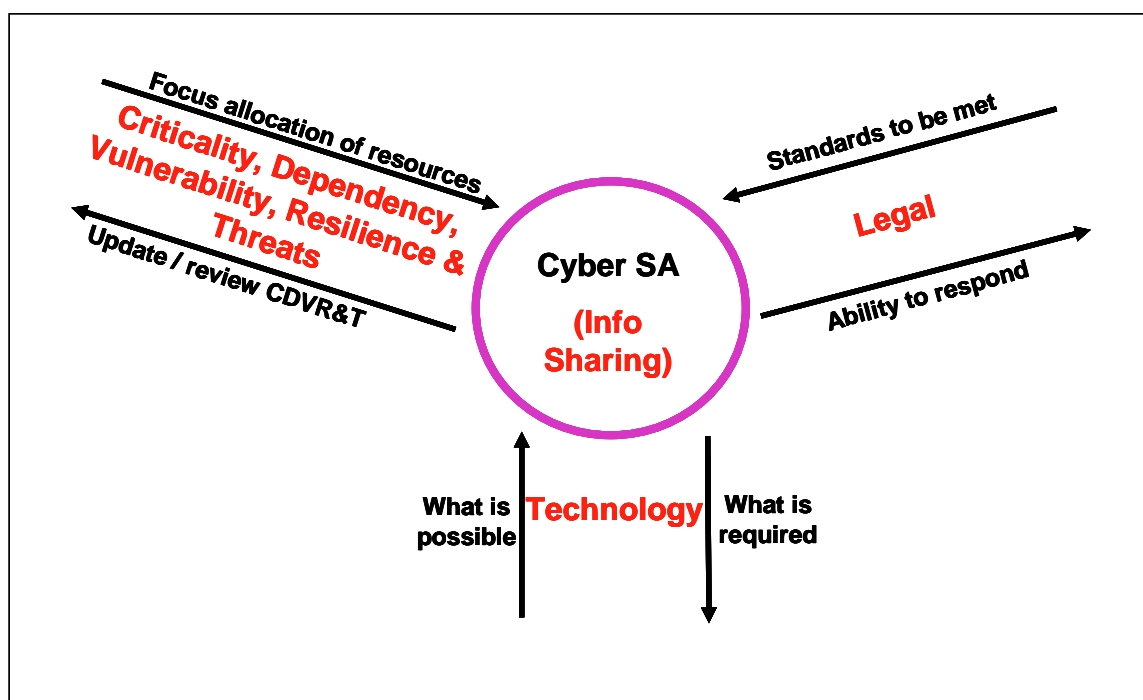 Focus allocation of resources
Criticality, Dependency,
Vulnerability, Resilience &
Threats
Update / review CDVR&T
Standards to be met
Legal
Ability to respond
Cyber SA
(Info
Sharing)
What is
possible
Technology
What is
required